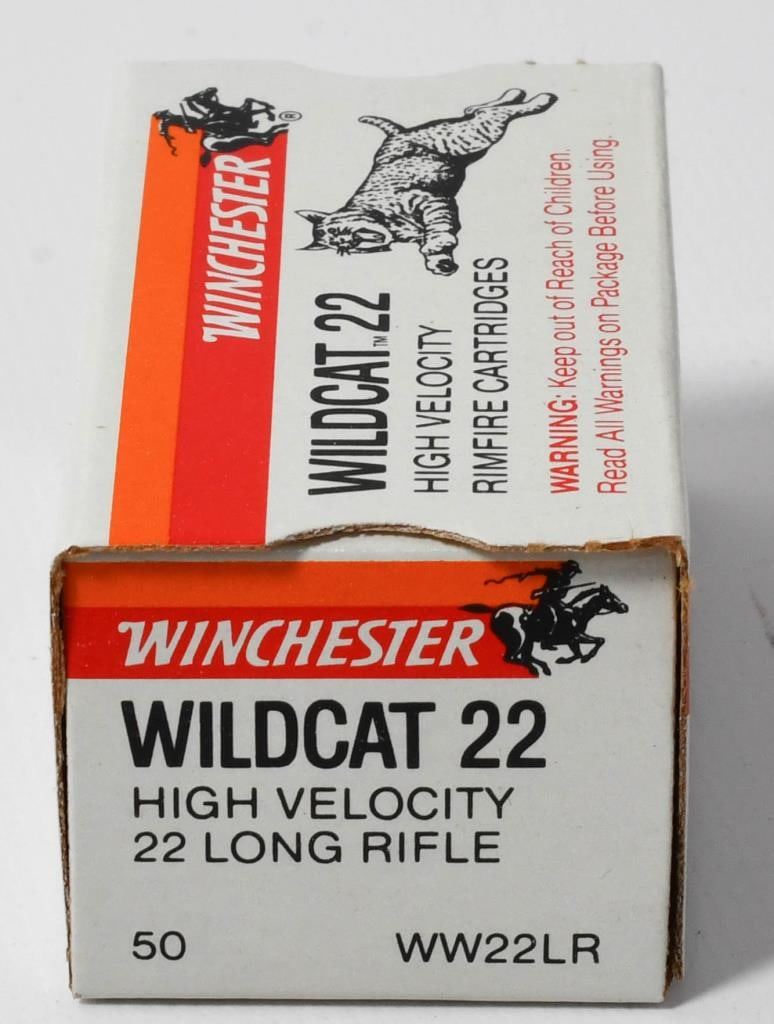 WINCHESTER
®
WILDCAT™ 22
HIGH VELOCITY
RIMFIRE CARTRIDGES
WARNING: Keep out of Reach of Children.
Read All Warnings on Package Before Using.
WINCHESTER
WILDCAT 22
HIGH VELOCITY
22 LONG RIFLE
50 WW22LR